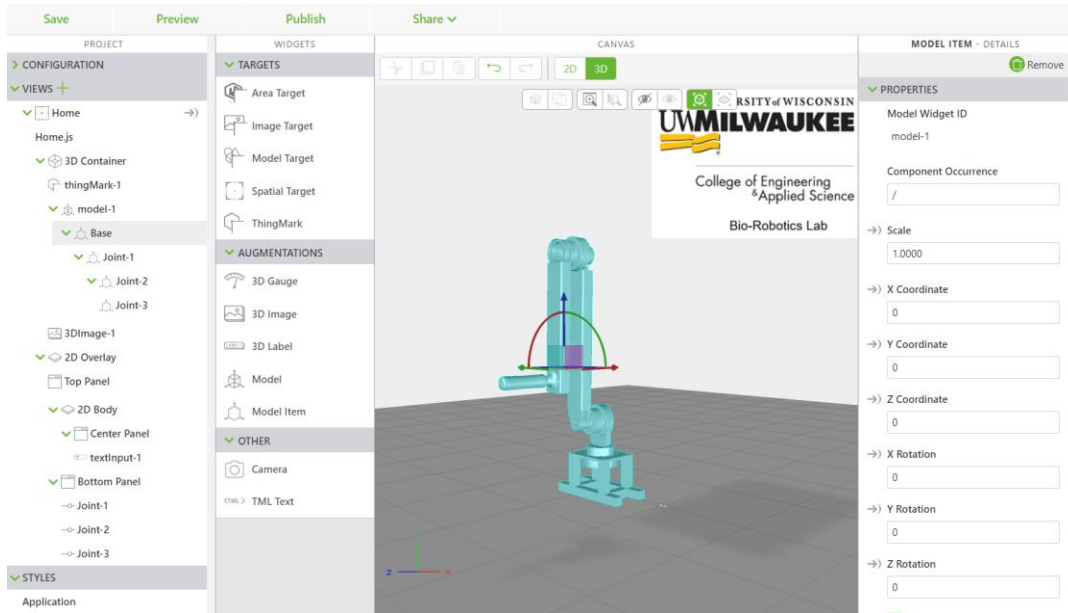 Save
Preview
Publish
Share
PROJECT
CONFIGURATION
VIEWS
Home
Home.js
3D Container
thingMark-1
model-1
Base
Joint-1
Joint-2
Joint-3
3DImage-1
2D Overlay
Top Panel
2D Body
Center Panel
textInput-1
Bottom Panel
Joint-1
Joint-2
Joint-3
STYLES
Application
WIDGETS
TARGETS
Area Target
Image Target
Model Target
Spatial Target
ThingMark
AUGMENTATIONS
3D Gauge
3D Image
3D Label
Model
Model Item
OTHER
Camera
<TML> TML Text
CANVAS
2D
3D
RSITY of WISCONSIN
UWMILWAUKEE
College of Engineering
&Applied Science
Bio-Robotics Lab
Z
X
MODEL ITEM - DETAILS
Remove
PROPERTIES
Model Widget ID
model-1
Component Occurrence
/
Scale
1.0000
X Coordinate
0
Y Coordinate
0
Z Coordinate
0
X Rotation
0
Y Rotation
0
Z Rotation
0